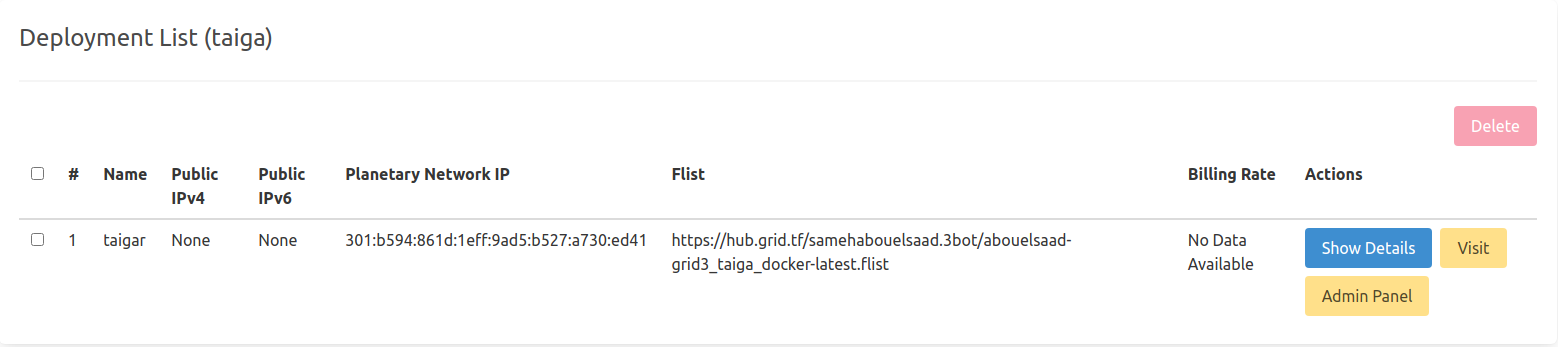 Deployment List (taiga)
Delete
# Name Public IPv4 Public IPv6 Planetary Network IP Flist Billing Rate Actions
1 taigar None None 301:b594:861d:1eff:9ad5:b527:a730:ed41 https://hub.grid.tf/samehabouelsaad.3bot/abouelsaad-grid3_taiga_docker-latest.flist No Data Available Show Details Visit
Admin Panel